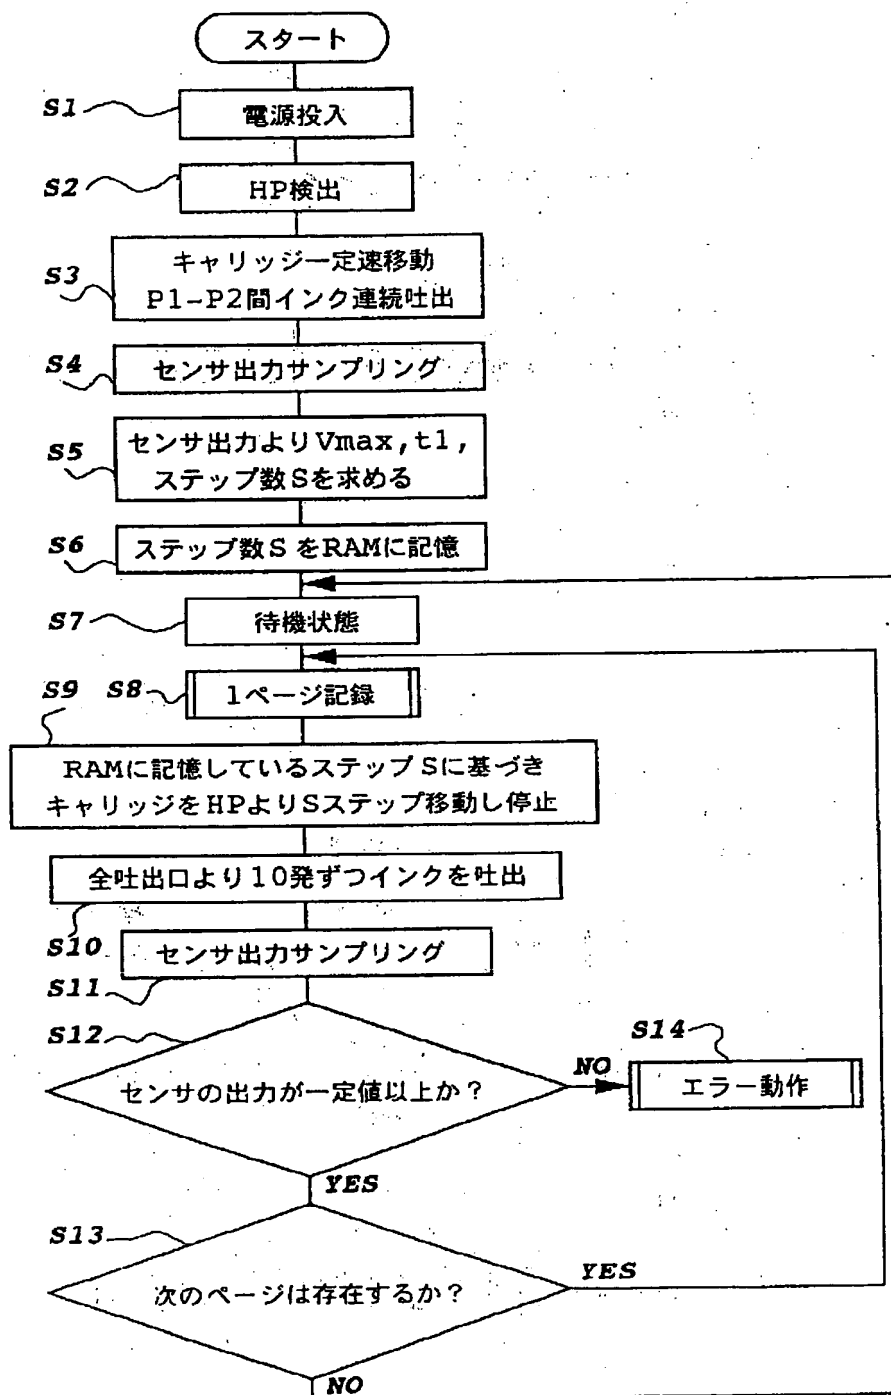 スタート
S1
電源投入
S2
HP検出
S3
キャリッジ一定速移動
P1-P2間インク連続吐出
S4
センサ出力サンプリング
S5
センサ出力よりVmax,t1,
ステップ数Sを求める
S6
ステップ数SをRAMに記憶
S7
待機状態
S9 S8
1ページ記録
RAMに記憶しているステップSに基づき
キャリッジをHPよりSステップ移動し停止
全吐出口より10発ずつインクを吐出
S10
センサ出力サンプリング
S11
S12
センサの出力が一定値以上か?
NO
S14
エラー動作
YES
S13
次のページは存在するか?
YES
NO